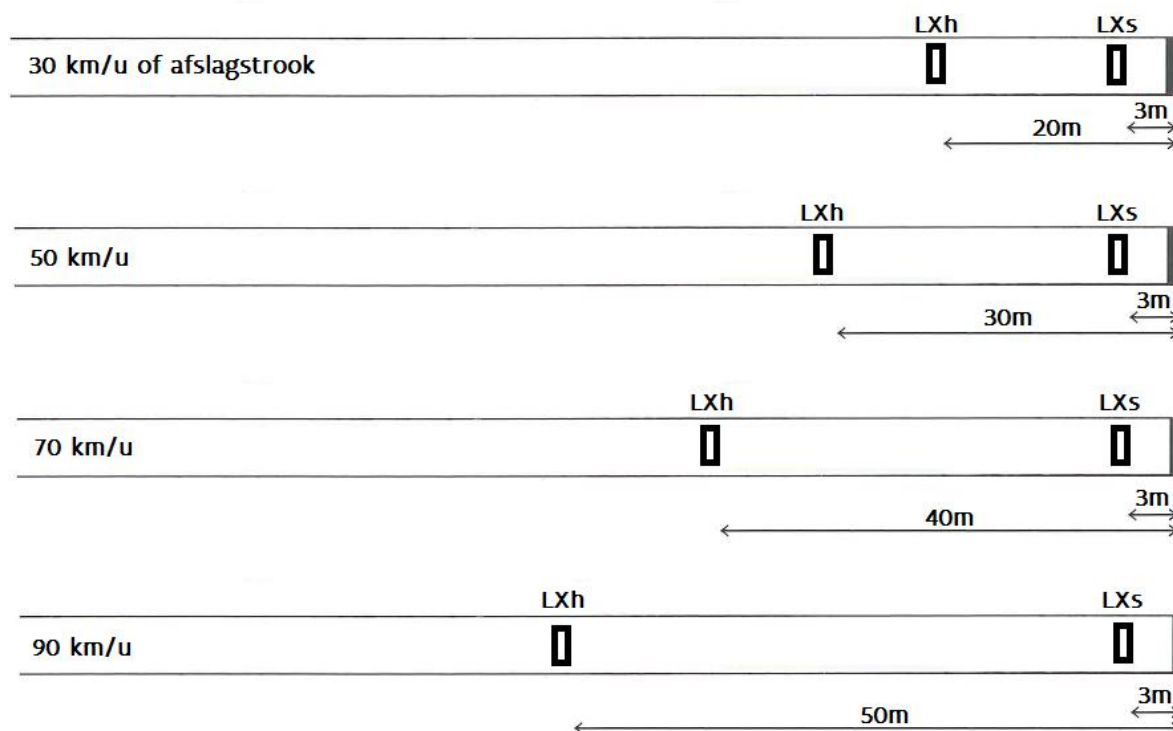 LXh LXs
30 km/u of afslagstrook
3m
20m
LXh LXs
50 km/u
3m
30m
LXh LXs
70 km/u
3m
40m
LXh LXs
90 km/u
3m
50m